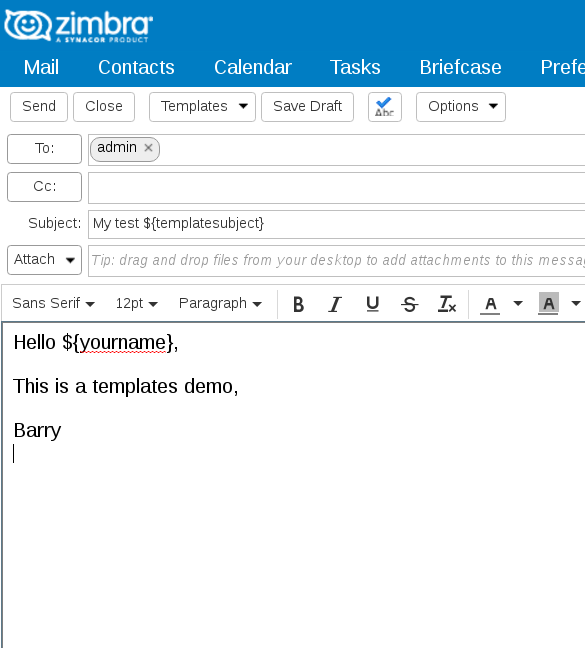 zimbra
A SYNACOR PRODUCT
Mail Contacts Calendar Tasks Briefcase Prefe
Send Close Templates Save Draft Abc Options
To: admin ×
Cc:
Subject: My test ${templatesubject}
Attach Tip: drag and drop files from your desktop to add attachments to this messa
Sans Serif 12pt Paragraph B I U S Tx A A
Hello ${yourname},
This is a templates demo,
Barry